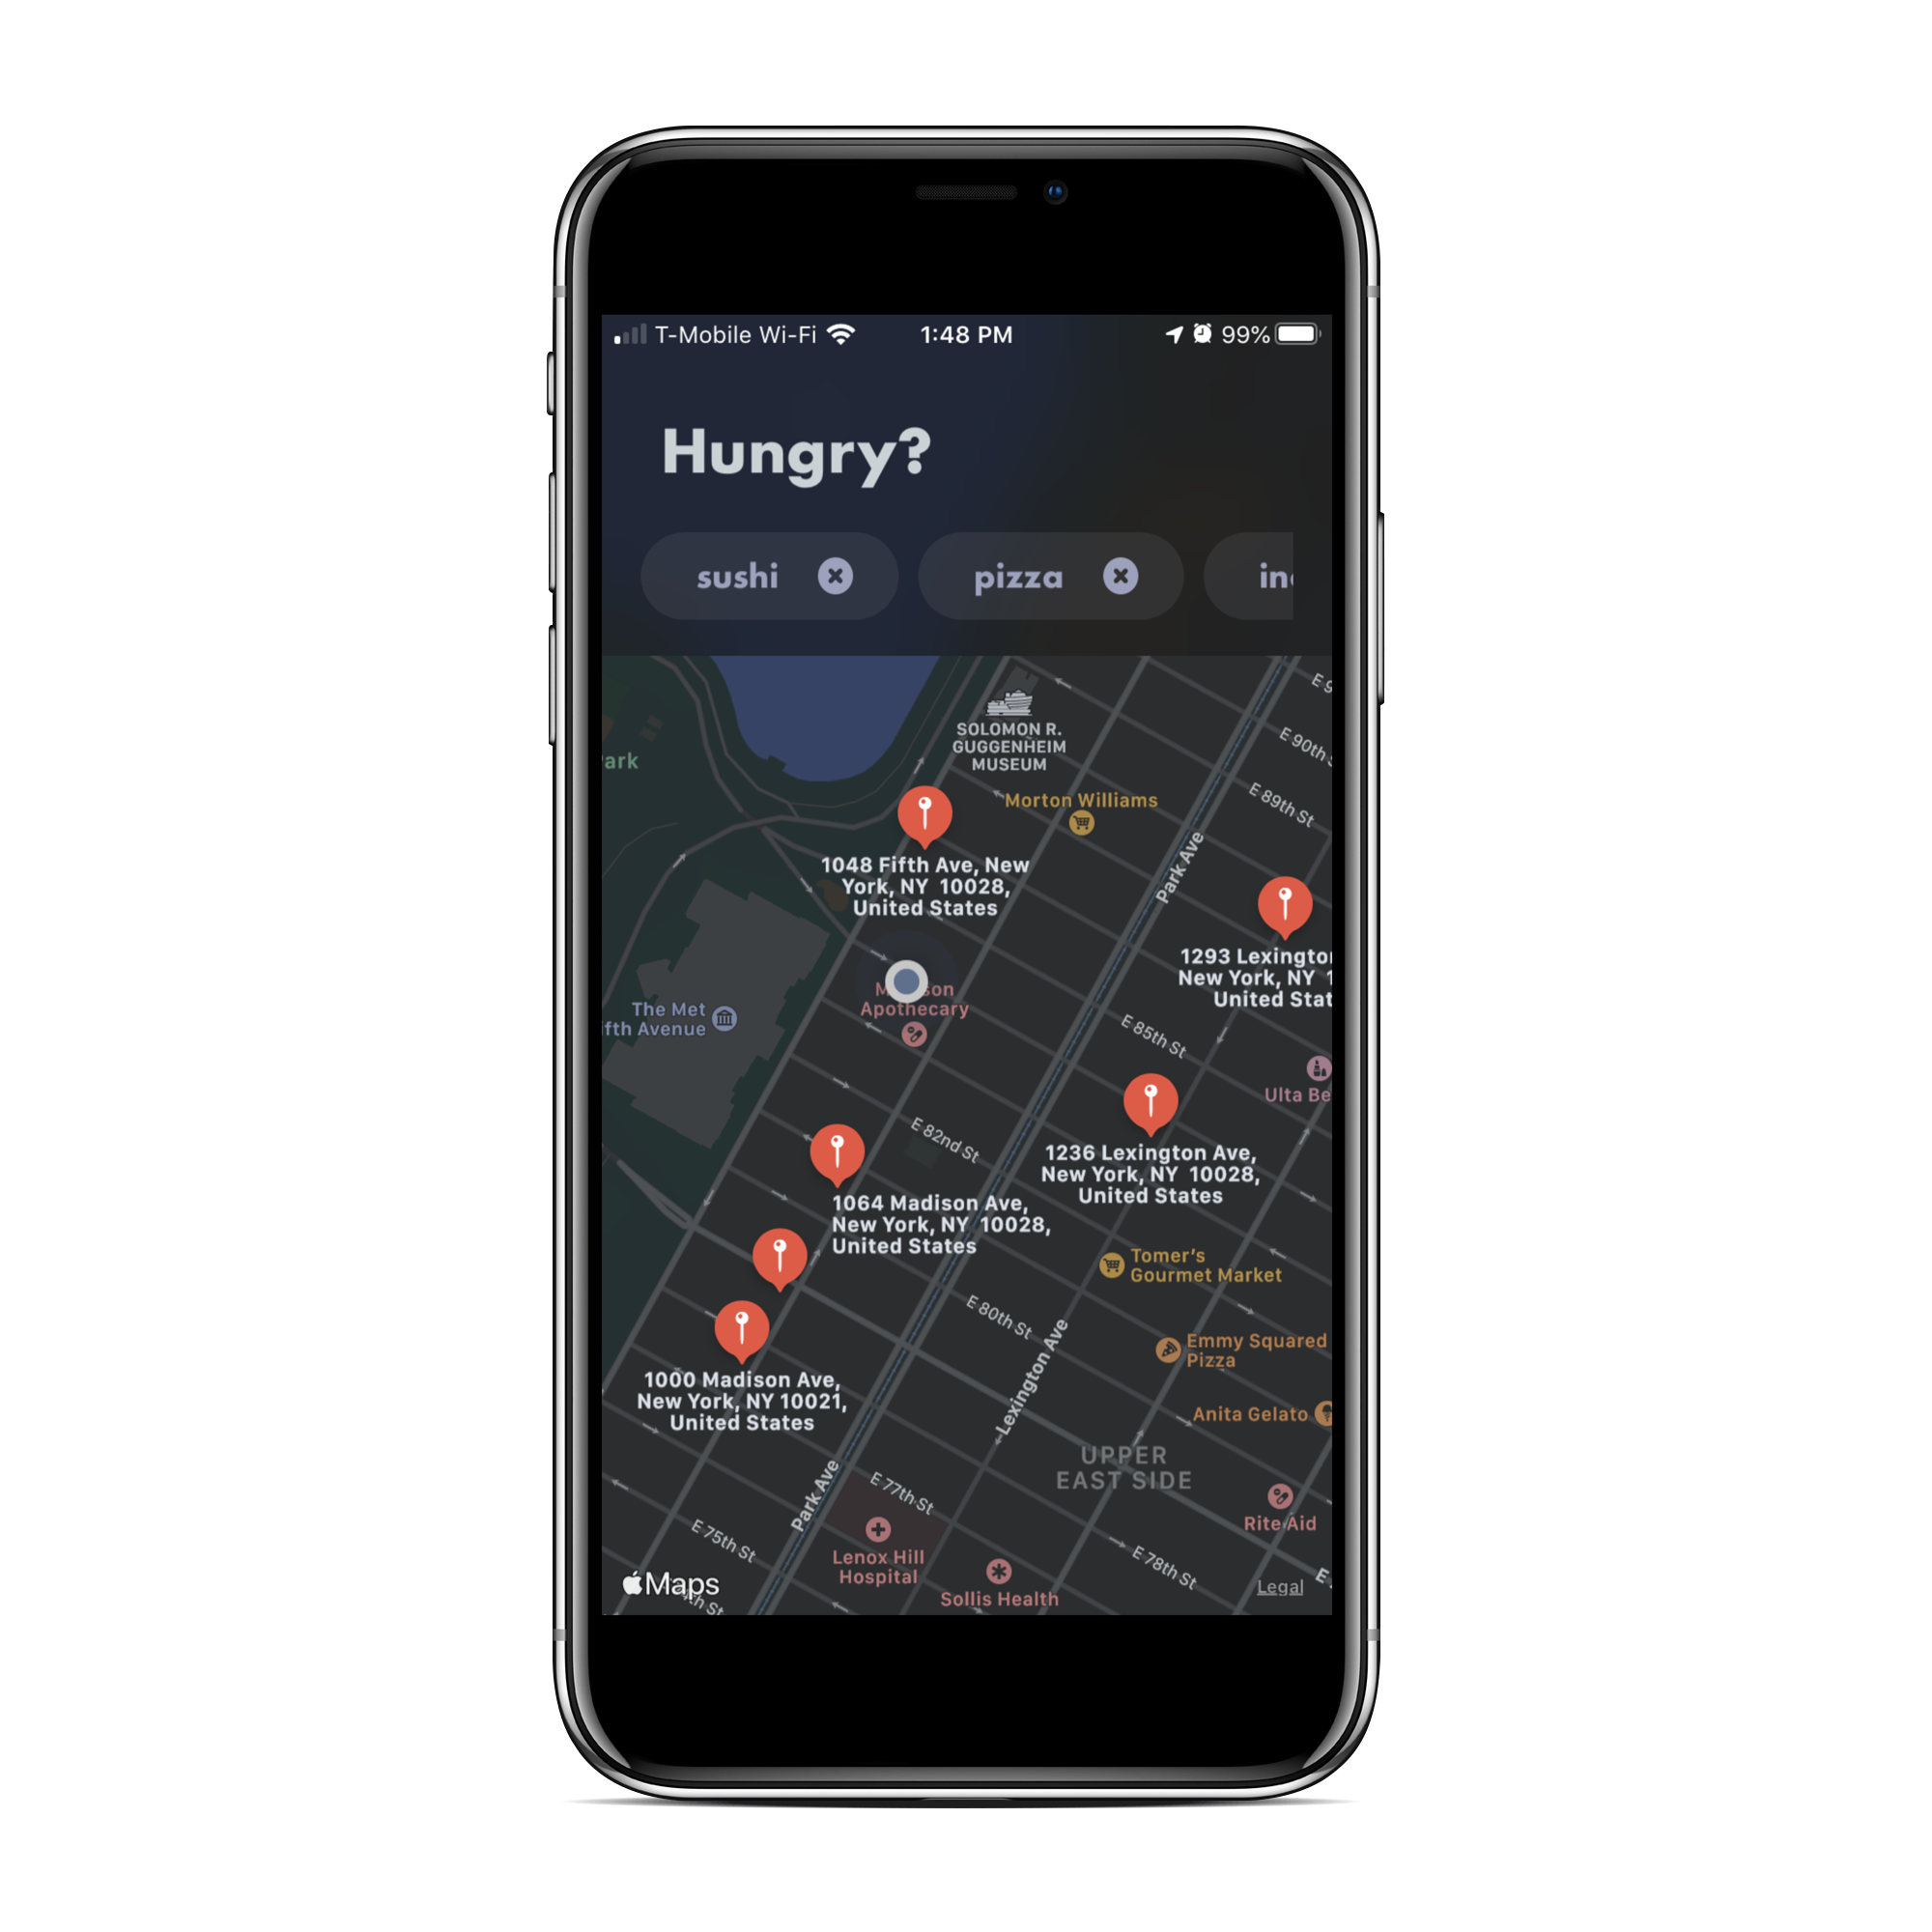 T-Mobile Wi-Fi 1:48 PM 99%
Hungry?
sushi pizza
SOLOMON R.
GUGGENHEIM
MUSEUM
E 90th
Morton Williams
E 89th St
Park Ave
1048 Fifth Ave, New
York, NY 10028,
United States
1293 Lexington
New York, NY 1
United Stat
Apothecary
The Met
fth Avenue
E 85th St
Ulta Be
E 82nd St
1236 Lexington Ave,
New York, NY 10028,
United States
1064 Madison Ave,
New York, NY 10028,
United States
Tomer's
Gourmet Market
E 80th St
Lexington Ave
Emmy Squared
Pizza
1000 Madison Ave,
New York, NY 10021,
United States
Anita Gelato
UPPER
EAST SIDE
Park Ave
E 77th St
Rite Aid
E 75th St
Lenox Hill
Hospital
E 78th St
Sollis Health
Maps
Legal